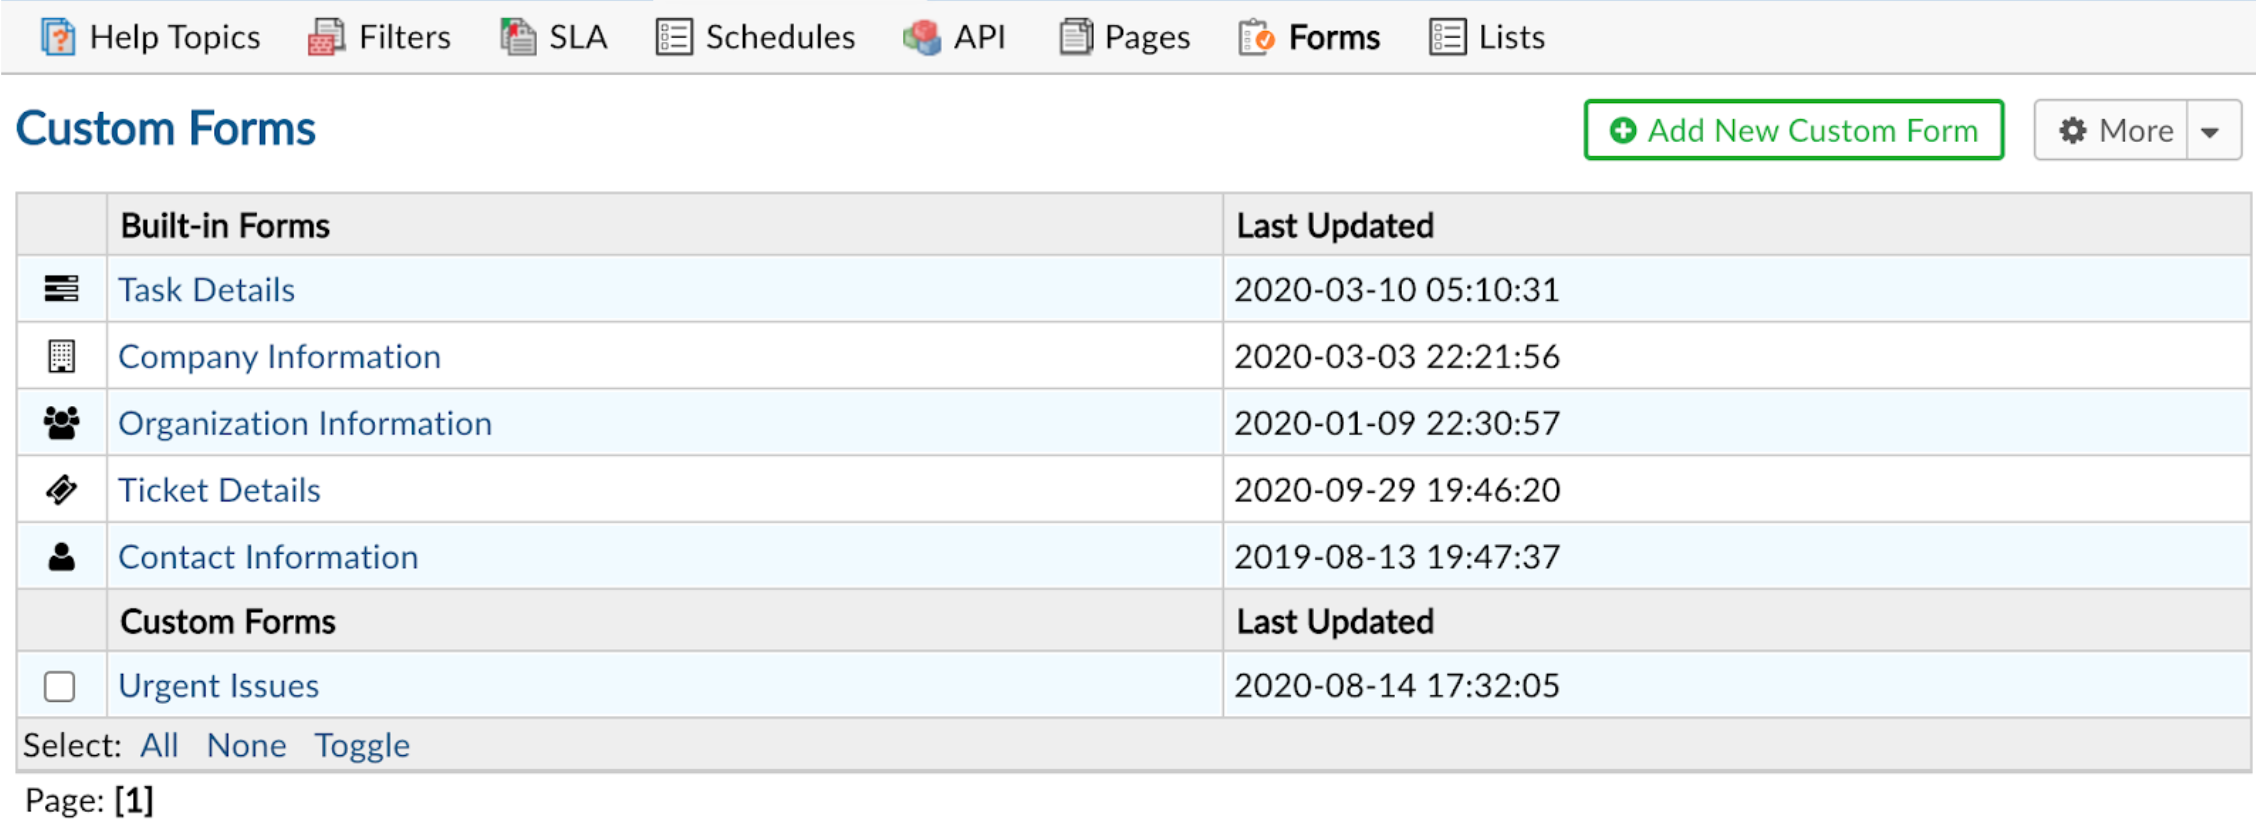 Help Topics Filters SLA Schedules API Pages Forms Lists
Custom Forms Add New Custom Form More
Built-in Forms Last Updated
Task Details 2020-03-10 05:10:31
Company Information 2020-03-03 22:21:56
Organization Information 2020-01-09 22:30:57
Ticket Details 2020-09-29 19:46:20
Contact Information 2019-08-13 19:47:37
Custom Forms Last Updated
Urgent Issues 2020-08-14 17:32:05
Select: All None Toggle
Page: [1]